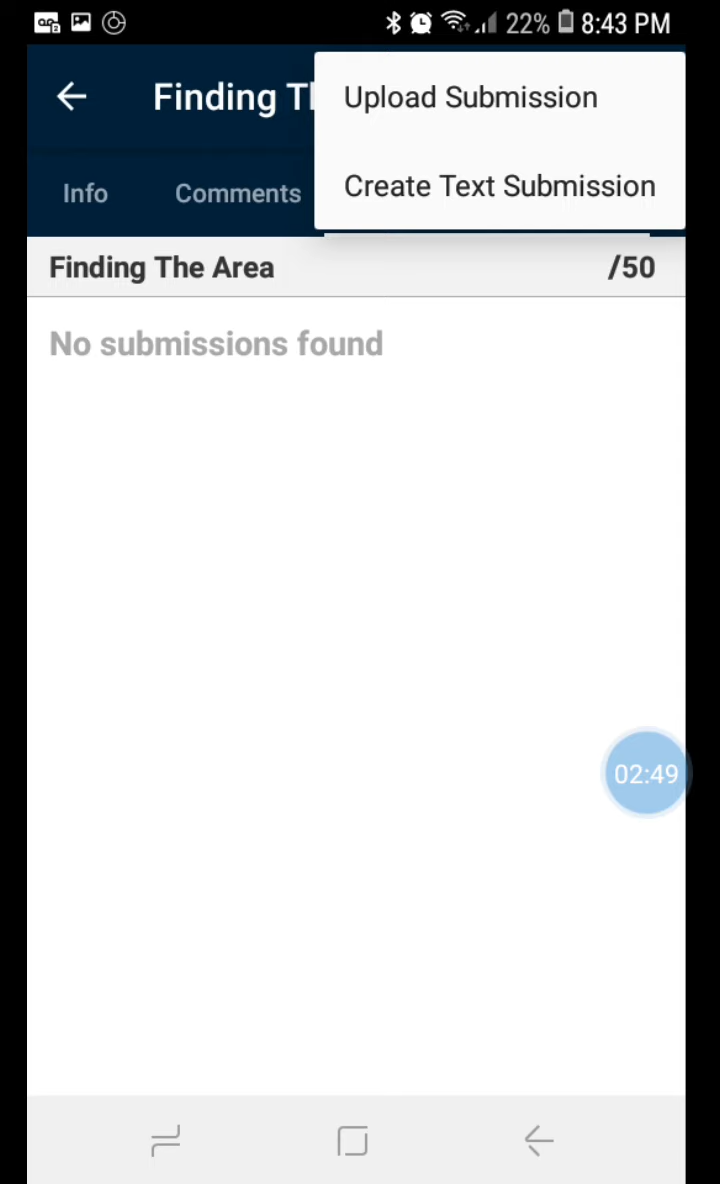 22% 8:43 PM
Finding T
Upload Submission
Create Text Submission
Info Comments
Finding The Area /50
No submissions found
02:49